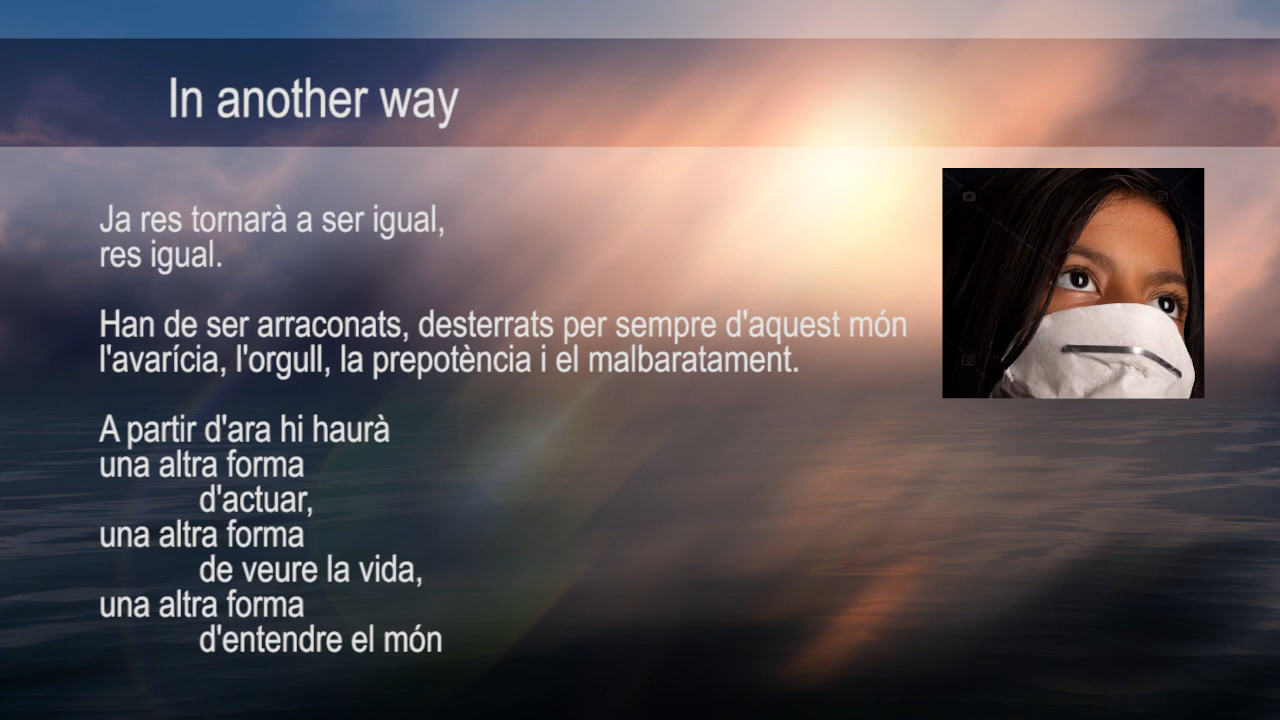 In another way
Ja res tornarà a ser igual,
res igual.
Han de ser arraconats, desterrats per sempre d'aquest món
l'avarícia, l'orgull, la prepotència i el malbaratament.
A partir d'ara hi haurà
una altra forma
d'actuar,
una altra forma
de veure la vida,
una altra forma
d'entendre el món